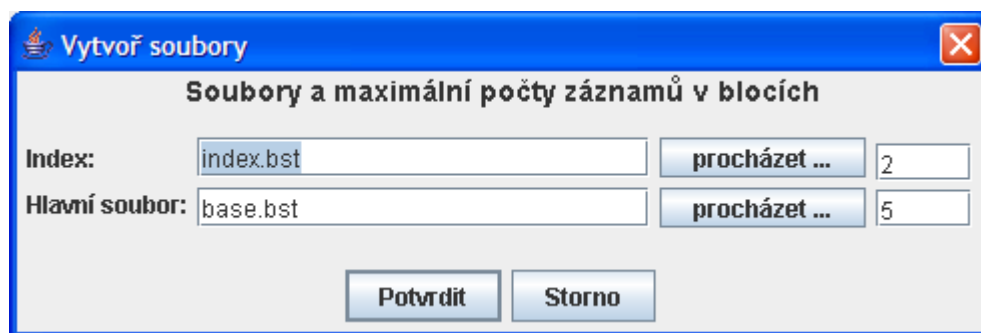 Vytvoř soubory
Soubory a maximální počty záznamů v blocích
Index: index.bst procházet ... 2
Hlavní soubor: base.bst procházet ... 5
Potvrdit Storno